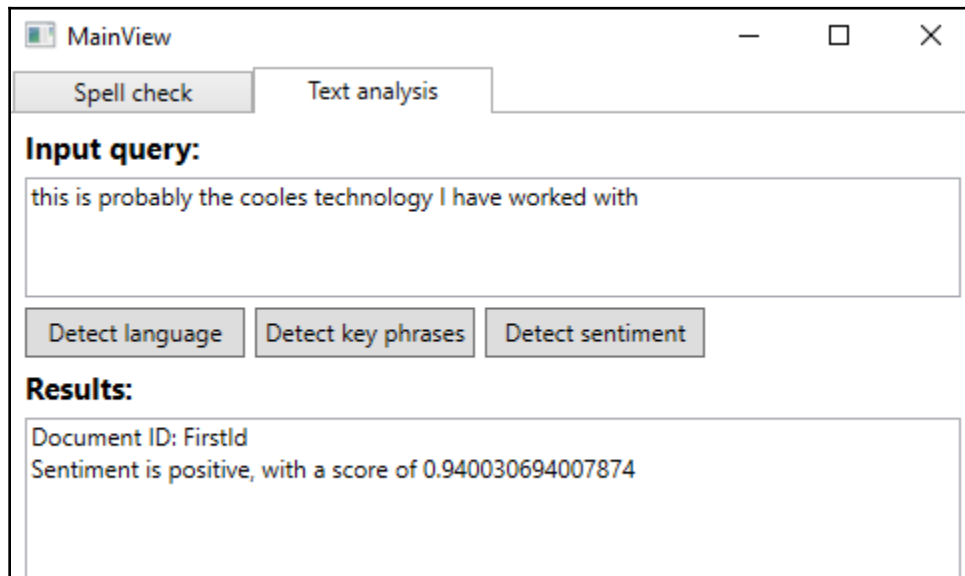 MainView
Spell check Text analysis
Input query:
this is probably the cooles technology I have worked with
Detect language Detect key phrases Detect sentiment
Results:
Document ID: FirstId
Sentiment is positive, with a score of 0.940030694007874